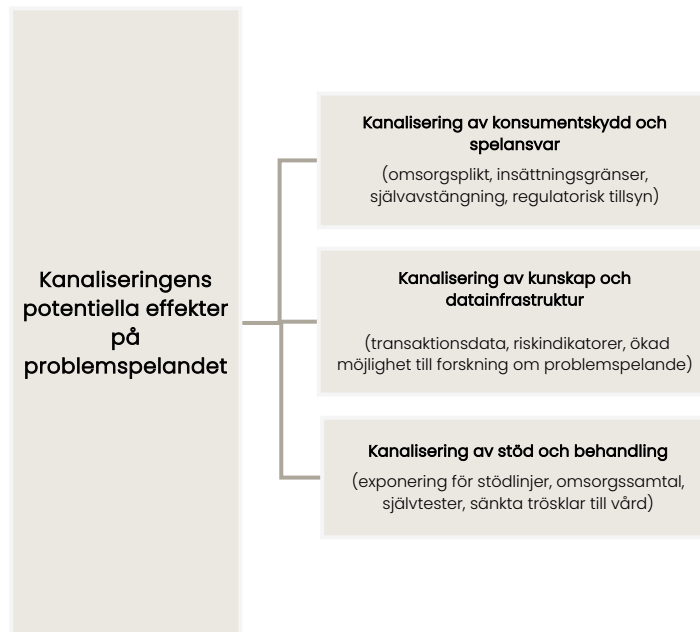 Kanaliseringens
potentiella effekter
på
problemspelandet
Kanalisering av konsumentskydd och
spelansvar
(omsorgsplikt, insättningsgränser,
självavstängning, regulatorisk tillsyn)
Kanalisering av kunskap och
datainfrastruktur
(transaktionsdata, riskindikatorer, ökad
möjlighet till forskning om problemspelande)
Kanalisering av stöd och behandling
(exponering för stödlinjer, omsorgssamtal,
självtester, sänkta trösklar till vård)